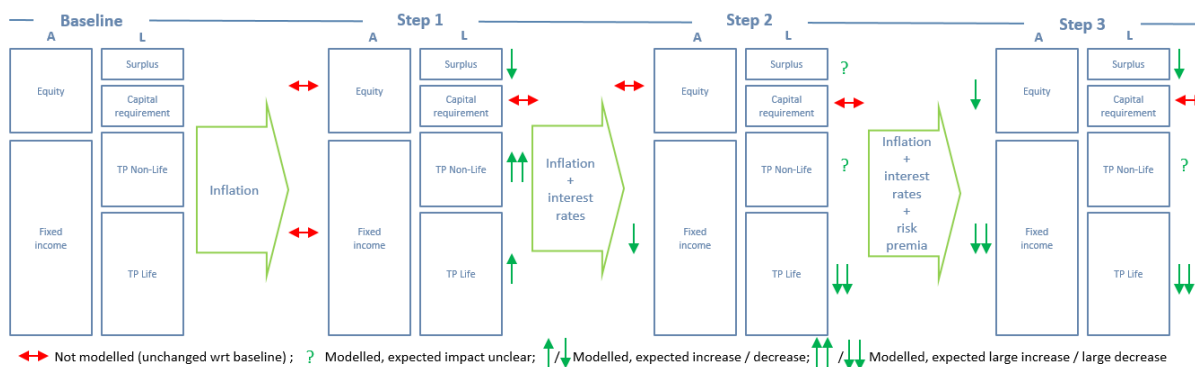 Baseline
Step 1
Step 2
Step 3
A
L
A
L
A
L
A
L
Equity
Surplus
Capital
requirement
TP Non-Life
Fixed
income
TP Life
Inflation
Equity
Surplus
Capital
requirement
TP Non-Life
Fixed
income
TP Life
Inflation
+
interest
rates
Equity
Surplus
?
Capital
requirement
TP Non-Life
?
Fixed
income
TP Life
Inflation
+
interest
rates
+
risk
premia
Equity
Surplus
Capital
requirement
TP Non-Life
?
Fixed
income
TP Life
Not modelled (unchanged wrt baseline) ; ? Modelled, expected impact unclear; / Modelled, expected increase / decrease; / Modelled, expected large increase / large decrease